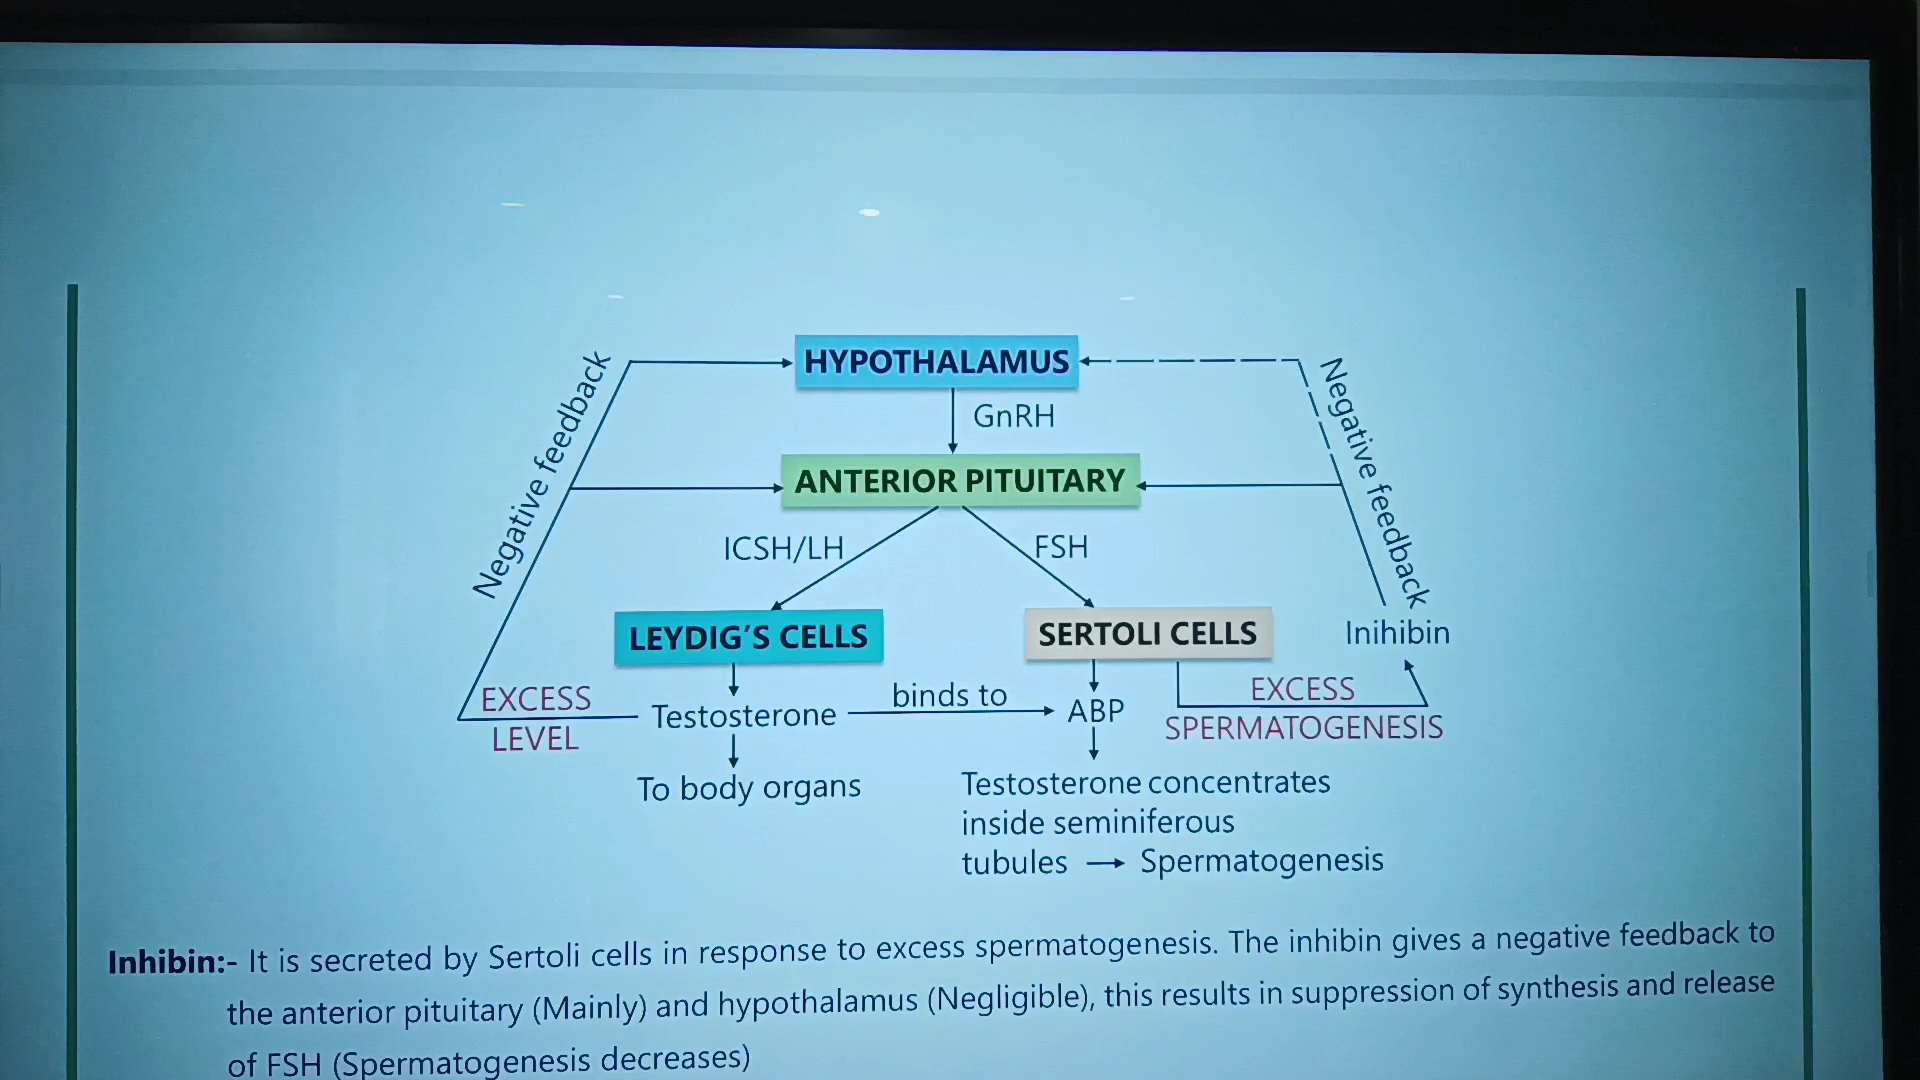 HYPOTHALAMUS
GnRH
Negative feedback
Negative feedback
ANTERIOR PITUITARY
ICSH/LH
FSH
LEYDIG'S CELLS
SERTOLI CELLS
Inihibin
EXCESS
LEVEL
Testosterone
binds to
ABP
EXCESS
SPERMATOGENESIS
To body organs
Testosterone concentrates
inside seminiferous
tubules → Spermatogenesis
Inhibin:- It is secreted by Sertoli cells in response to excess spermatogenesis. The inhibin gives a negative feedback to
the anterior pituitary (Mainly) and hypothalamus (Negligible), this results in suppression of synthesis and release
of FSH (Spermatogenesis decreases)